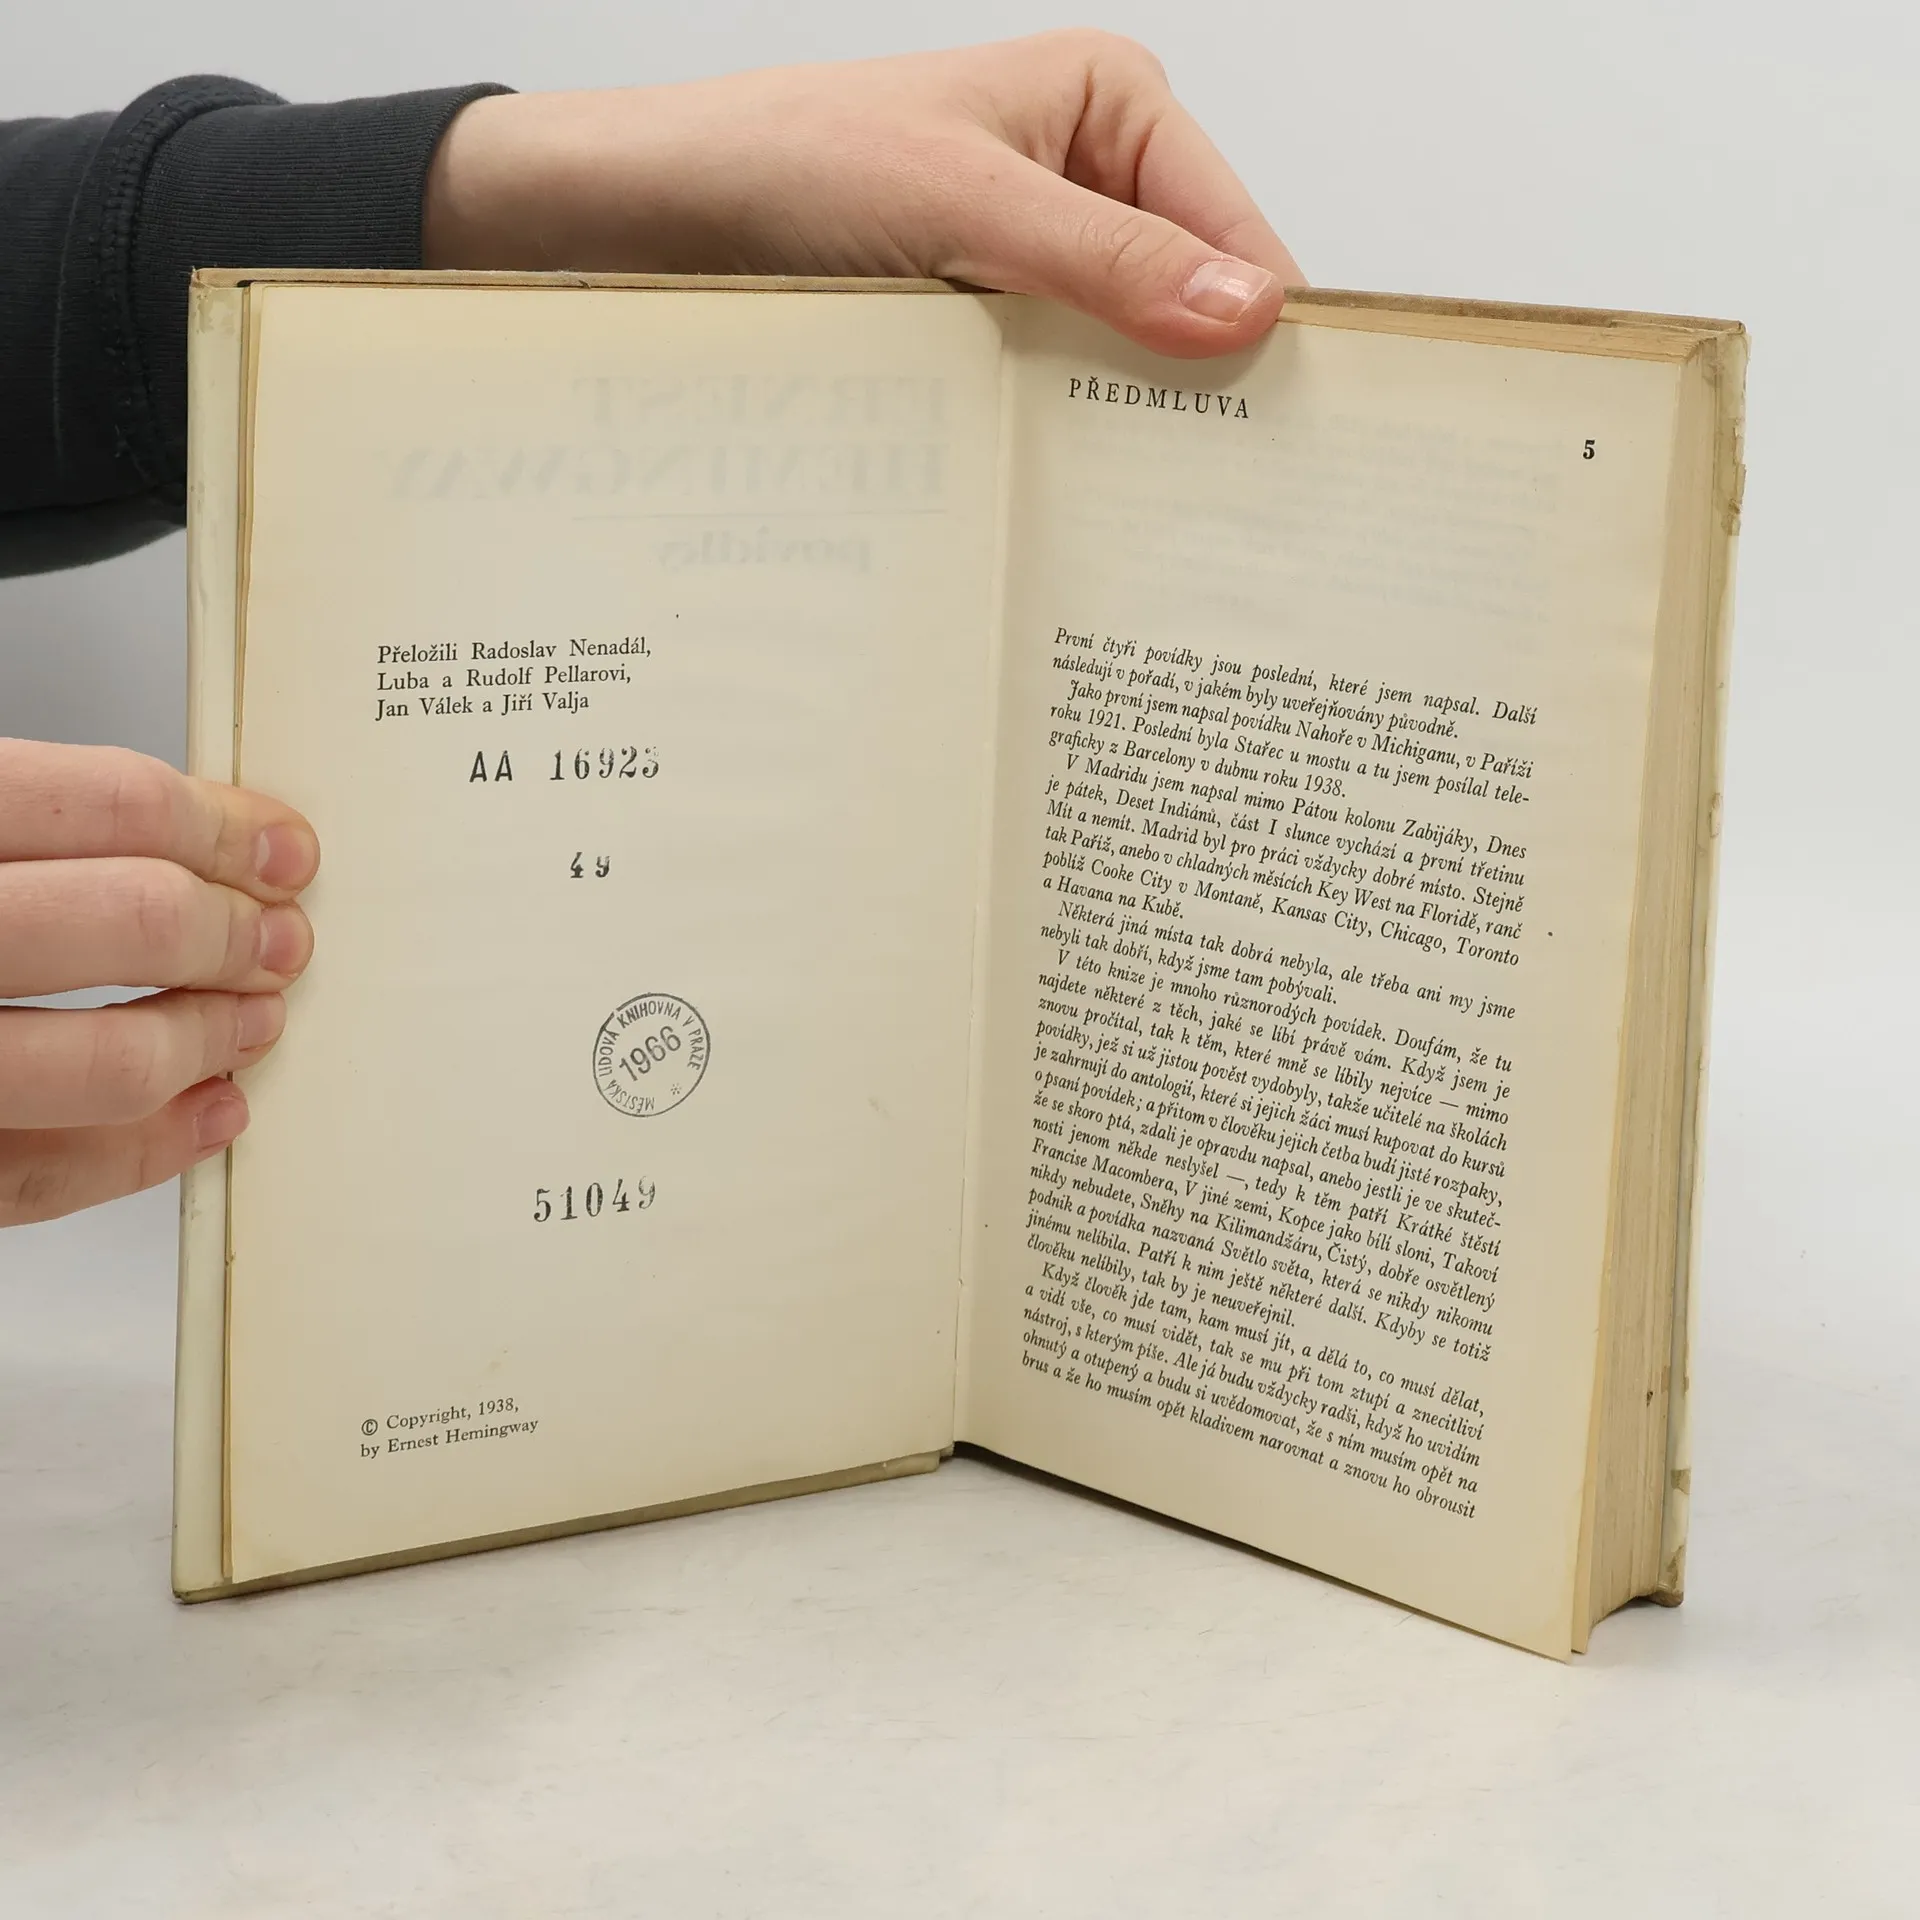 Přeložili Radoslav Nenadál,
Luba a Rudolf Pellarovi,
Jan Válek a Jiří Valja
AA 16923
49
MĚSTSKÁ LIDOVÁ KNIHOVNA V PRAZE
1966
51049
© Copyright, 1938,
by Ernest Hemingway
PŘEDMLUVA
5
První čtyři povídky jsou poslední, které jsem napsal. Další
následují v pořadí, v jakém byly uveřejňovány původně.
Jako první jsem napsal povídku Nahoře v Michiganu, v Paříži
roku 1921. Poslední byla Stařec u mostu a tu jsem posílal tele-
graficky z Barcelony v dubnu roku 1938.
V Madridu jsem napsal mimo Pátou kolonu Zabijáky, Dnes
je pátek, Deset Indiánů, část I slunce vychází a první třetinu
Mít a nemít. Madrid byl pro práci vždycky dobré místo. Stejně
tak Paříž, anebo v chladných měsících Key West na Floridě, ranč
poblíž Cooke City v Montaně, Kansas City, Chicago, Toronto
a Havana na Kubě.
Některá jiná místa tak dobrá nebyla, ale třeba ani my jsme
nebyli tak dobří, když jsme tam pobývali.
V této knize je mnoho různorodých povídek. Doufám, že tu
najdete některé z těch, jaké se líbí právě vám. Když jsem je
znovu pročítal, tak k těm, které mně se líbily nejvíce — mimo
povídky, jež si už jistou pověst vydobyly, takže učitelé na školách
je zahrnují do antologií, které si jejich žáci musí kupovat do kursů
o psaní povídek; a přitom v člověku jejich četba budí jisté rozpaky,
že se skoro ptá, zdali je opravdu napsal, anebo jestli je ve skuteč-
nosti jenom někde neslyšel —, tedy k těm patří Krátké štěstí
Francise Macombera, V jiné zemi, Kopce jako bílí sloni, Takoví
nikdy nebudete, Sněhy na Kilimandžáru, Čistý, dobře osvětlený
podnik a povídka nazvaná Světlo světa, která se nikdy nikomu
jinému nelíbila. Patří k nim ještě některé další. Kdyby se totiž
člověku nelíbily, tak by je neuveřejnil.
Když člověk jde tam, kam musí jít, a dělá to, co musí dělat,
a vidí vše, co musí vidět, tak se mu při tom ztupí a znecitliví
nástroj, s kterým píše. Ale já budu vždycky radši, když ho uvidím
ohnutý a otupený a budu si uvědomovat, že s ním musím opět na
brus a že ho musím opět kladivem narovnat a znovu ho obrousit